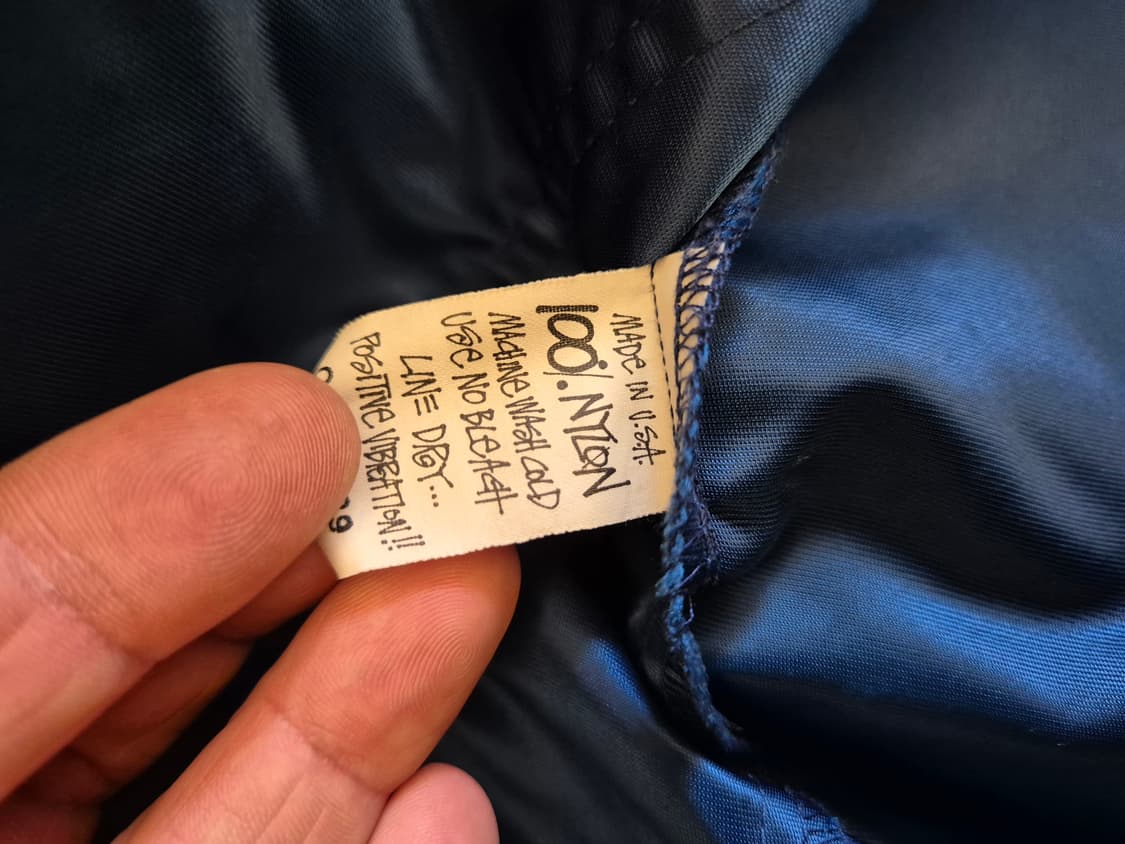 MADE IN U.S.A.
100% NYLON
MACHINE WASH COLD
USE NO BLEACH
LINE DRY...
POSITIVE VIBRATION!!